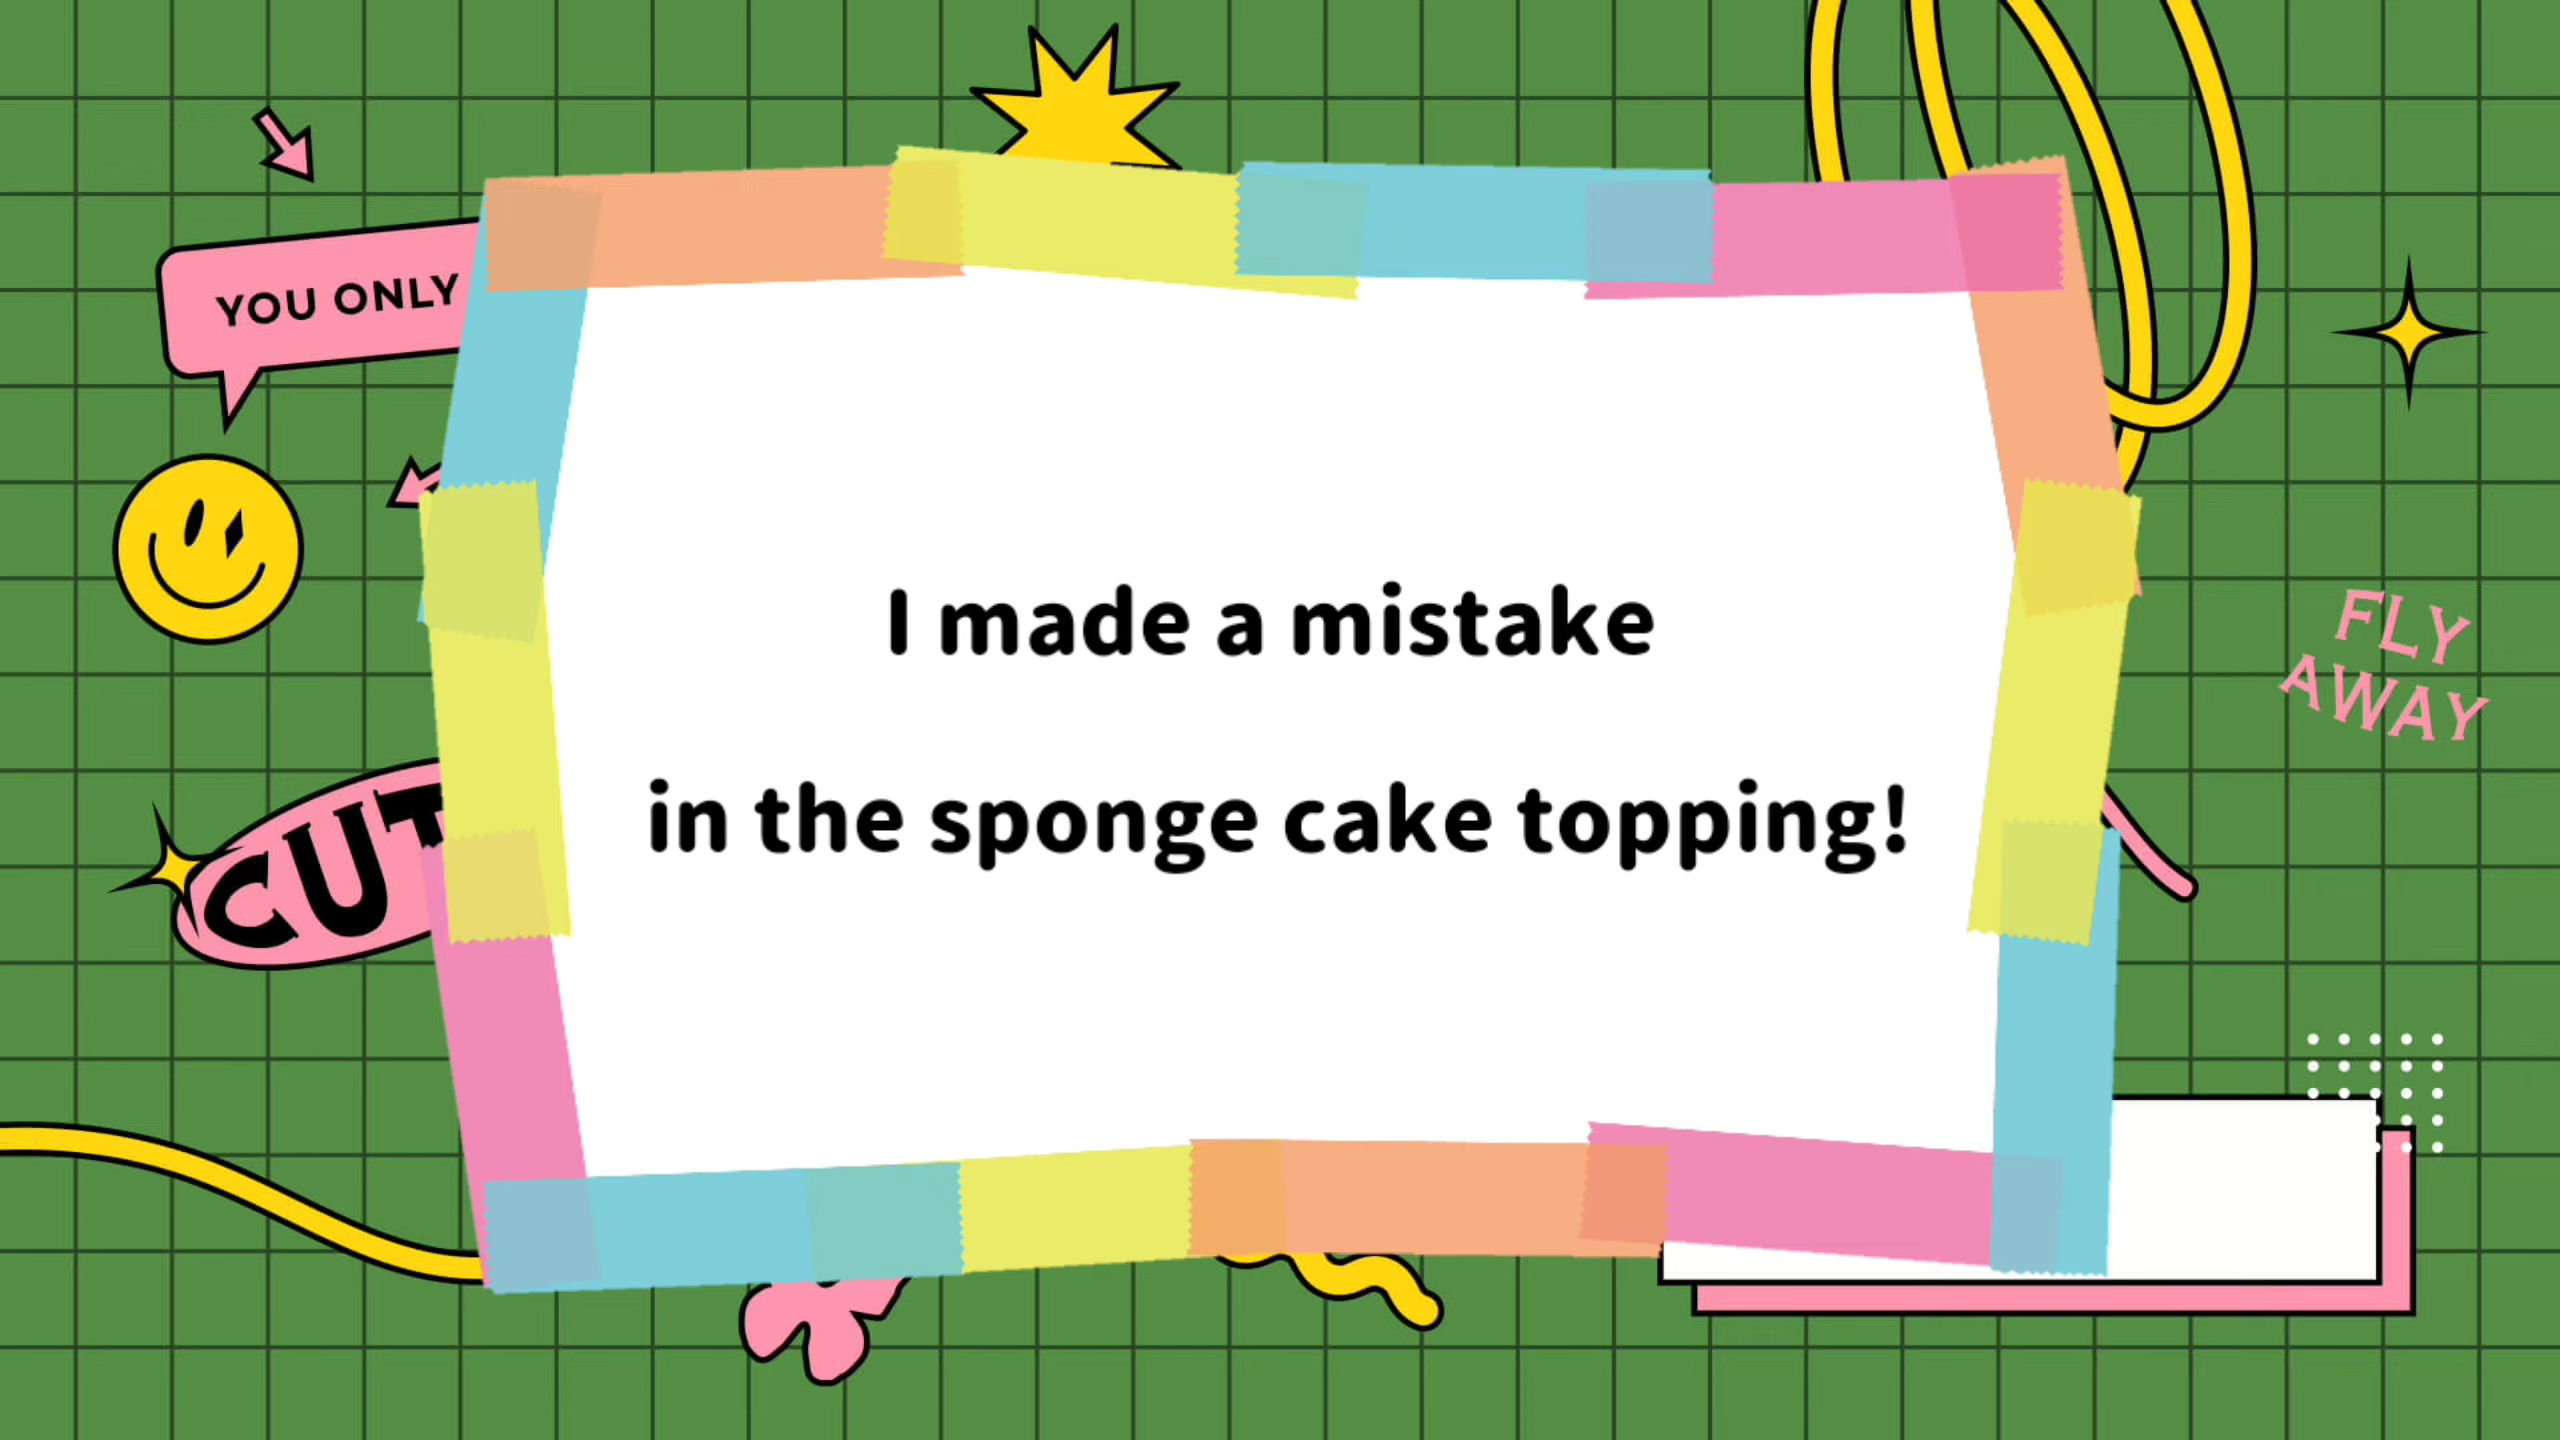 YOU ONLY
I made a mistake
in the sponge cake topping!
FLY
AWAY
CUT